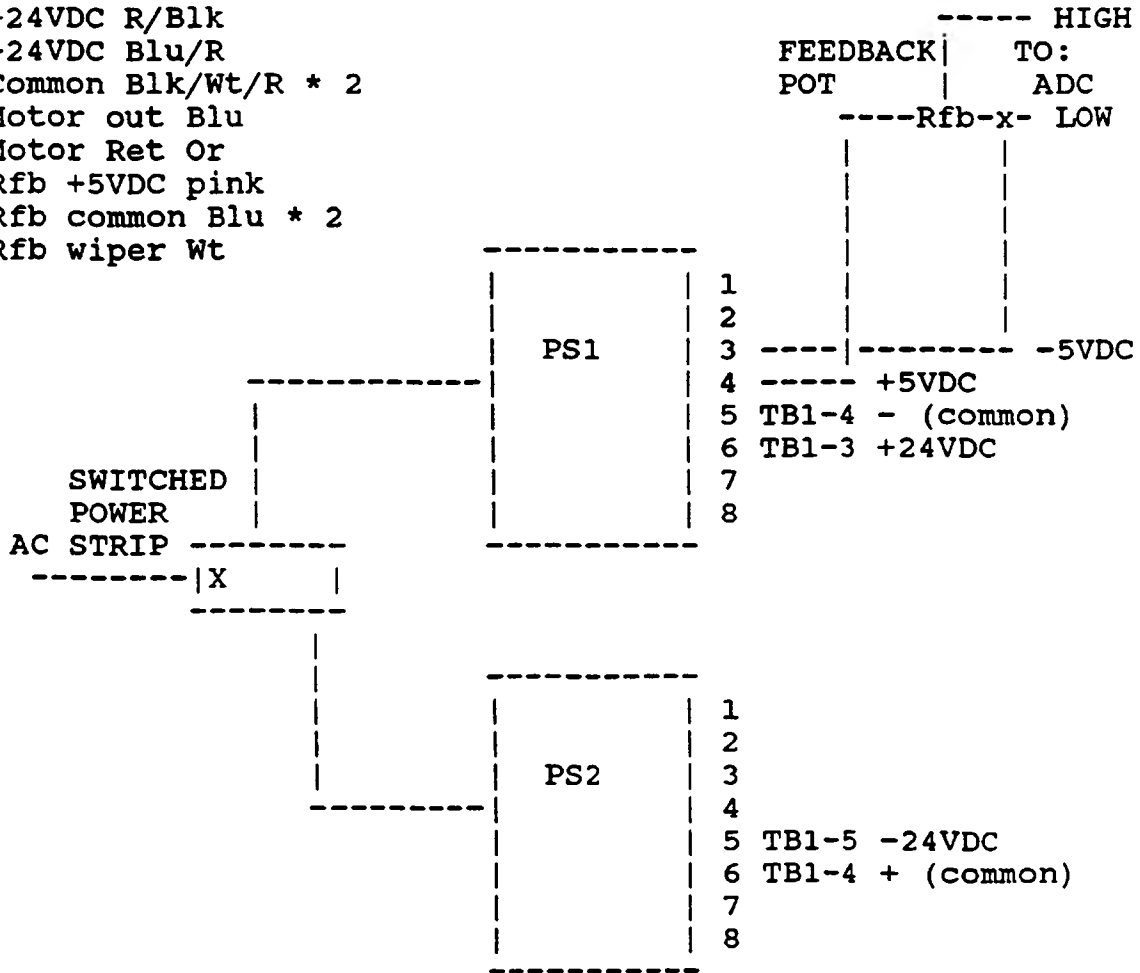 -24VDC R/Blk
-24VDC Blu/R
Common Blk/Wt/R * 2
Motor out Blu
Motor Ret Or
Rfb +5VDC pink
Rfb common Blu * 2
Rfb wiper Wt
----- HIGH
FEEDBACK| TO:
POT | ADC
----Rfb-x- LOW
1
2
PS1 3 ----|--------- -5VDC
4 ----- +5VDC
5 TB1-4 - (common)
6 TB1-3 +24VDC
7
8
SWITCHED
POWER
AC STRIP
X
1
2
PS2 3
4
5 TB1-5 -24VDC
6 TB1-4 + (common)
7
8